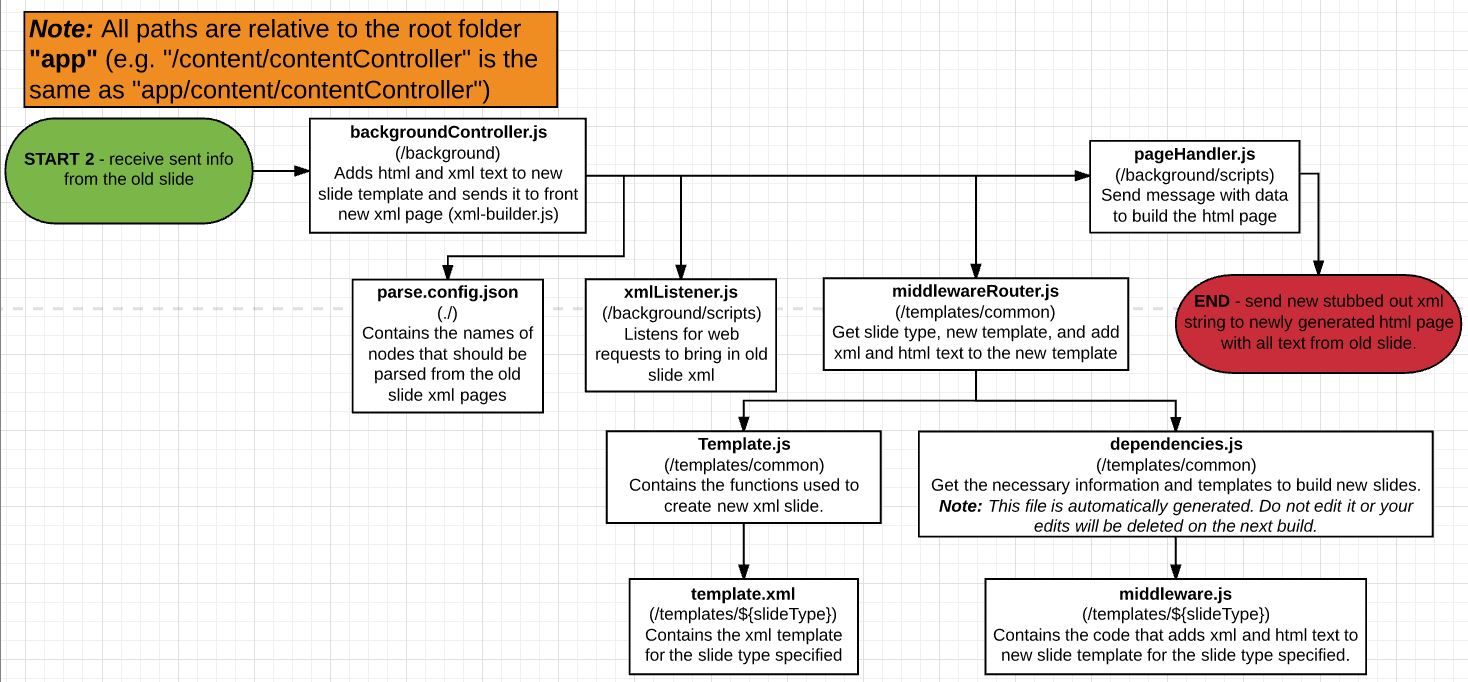 Note: All paths are relative to the root folder
"app" (e.g. "/content/contentController" is the
same as "app/content/contentController")
START 2 - receive sent info
from the old slide
backgroundController.js
(/background)
Adds html and xml text to new
slide template and sends it to front
new xml page (xml-builder.js)
pageHandler.js
(/background/scripts)
Send message with data
to build the html page
parse.config.json
(./)
Contains the names of
nodes that should be
parsed from the old
slide xml pages
xmlListener.js
(/background/scripts)
Listens for web
requests to bring in old
slide xml
middlewareRouter.js
(/templates/common)
Get slide type, new template, and add
xml and html text to the new template
END - send new stubbed out xml
string to newly generated html page
with all text from old slide.
Template.js
(/templates/common)
Contains the functions used to
create new xml slide.
dependencies.js
(/templates/common)
Get the necessary information and templates to build new slides.
Note: This file is automatically generated. Do not edit it or your
edits will be deleted on the next build.
template.xml
(/templates/${slideType})
Contains the xml template
for the slide type specified
middleware.js
(/templates/${slideType})
Contains the code that adds xml and html text to
new slide template for the slide type specified.